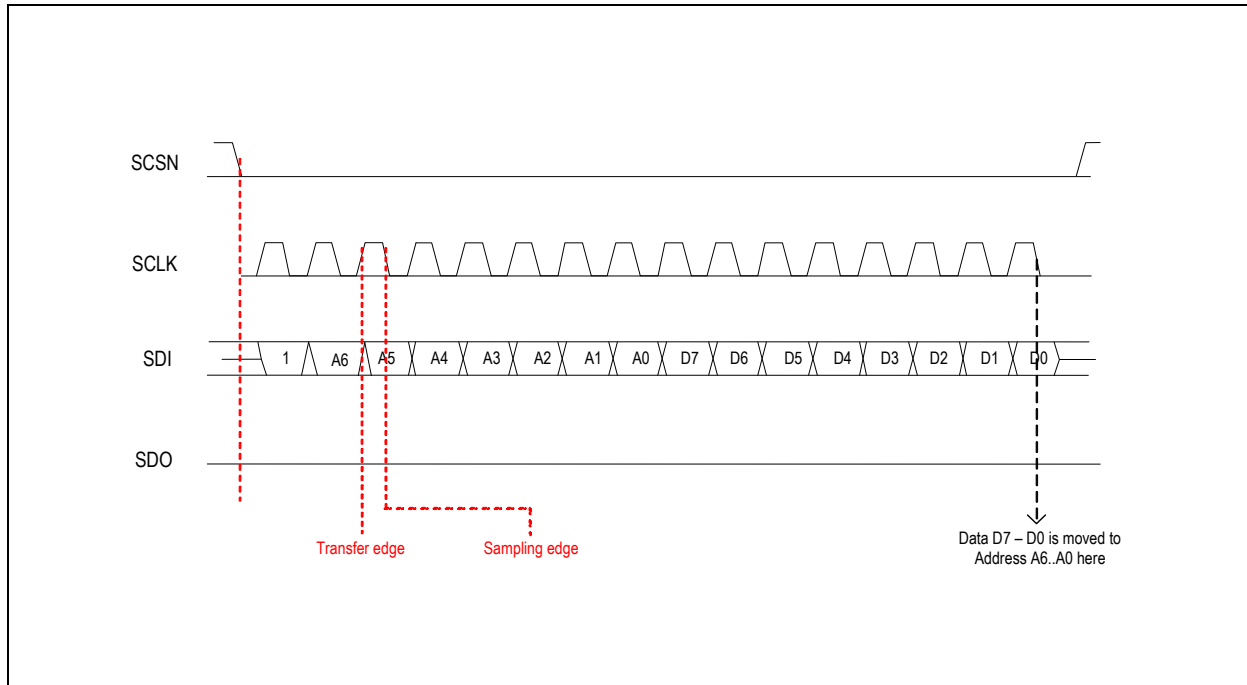 SCSN
SCLK
SDI
1 A6 A5 A4 A3 A2 A1 A0 D7 D6 D5 D4 D3 D2 D1 D0
SDO
Transfer edge
Sampling edge
Data D7 – D0 is moved to
Address A6..A0 here